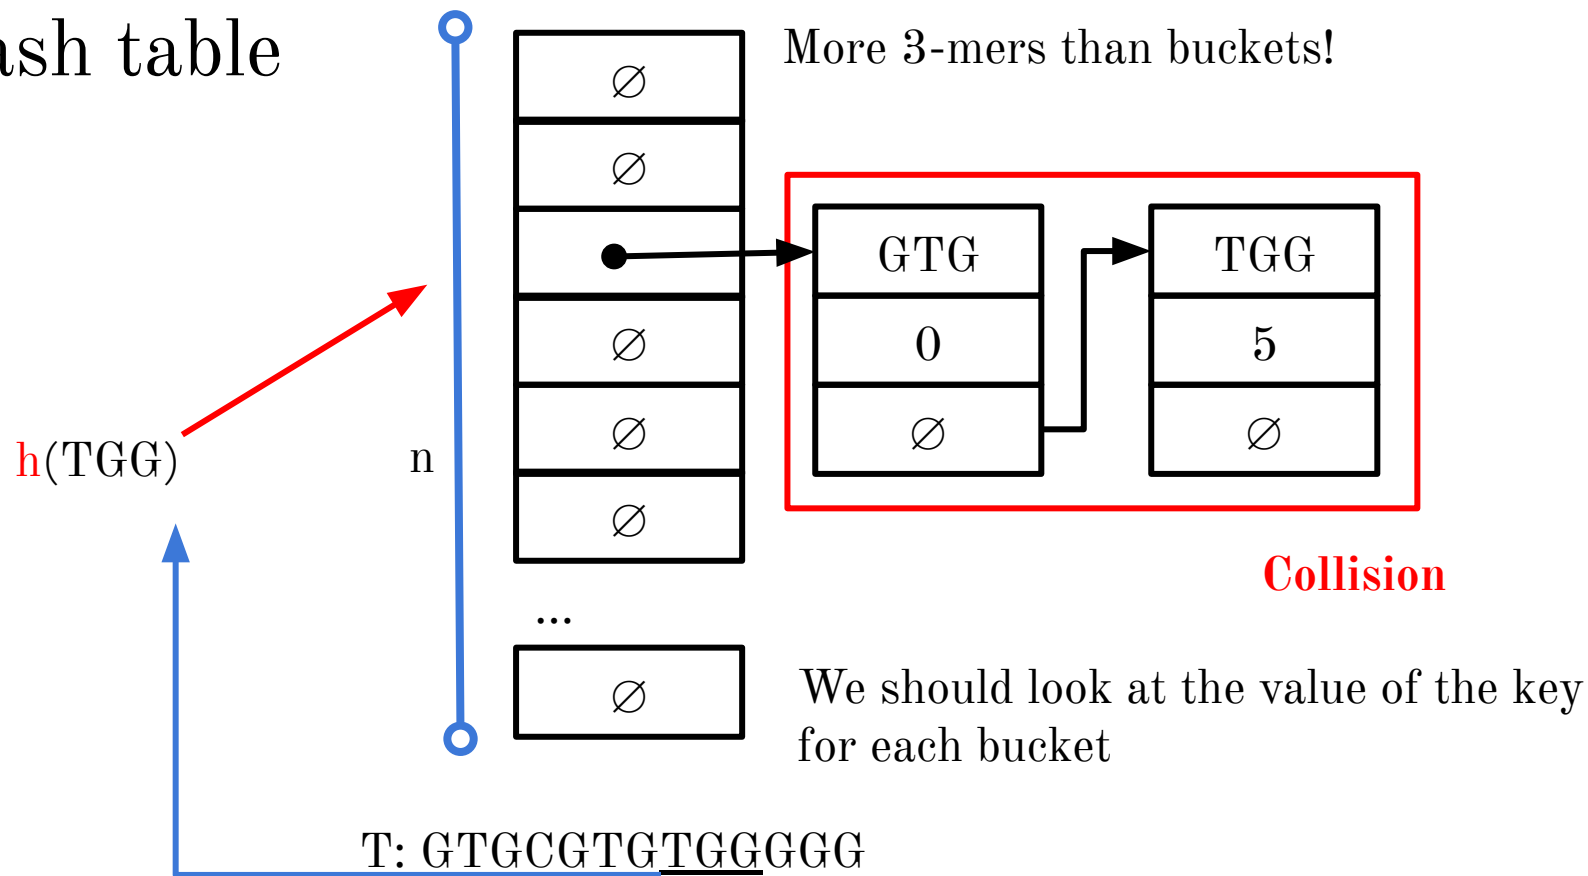 ash table
More 3-mers than buckets!
∅
∅
GTG
TGG
∅
0
5
h(TGG)
n
∅
∅
∅
∅
Collision
...
∅
We should look at the value of the key
for each bucket
T: GTGCGTGTGGGGG